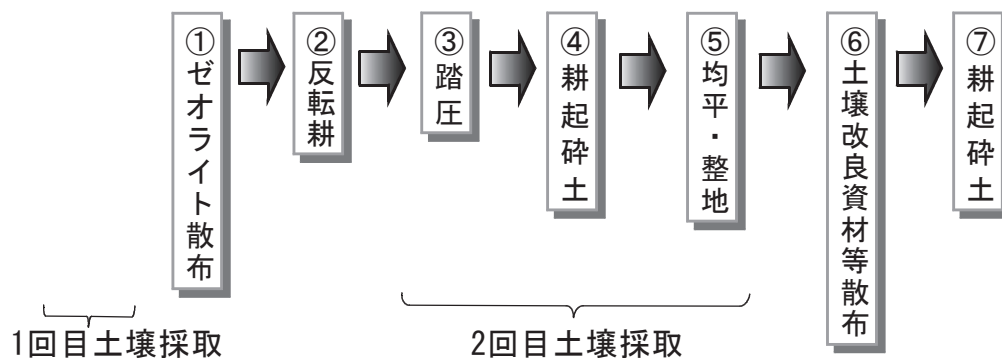 ①ゼオライト散布
②反転耕
③踏圧
④耕起砕土
⑤均平・整地
⑥土壌改良資材等散布
⑦耕起砕土
1回目土壌採取
2回目土壌採取